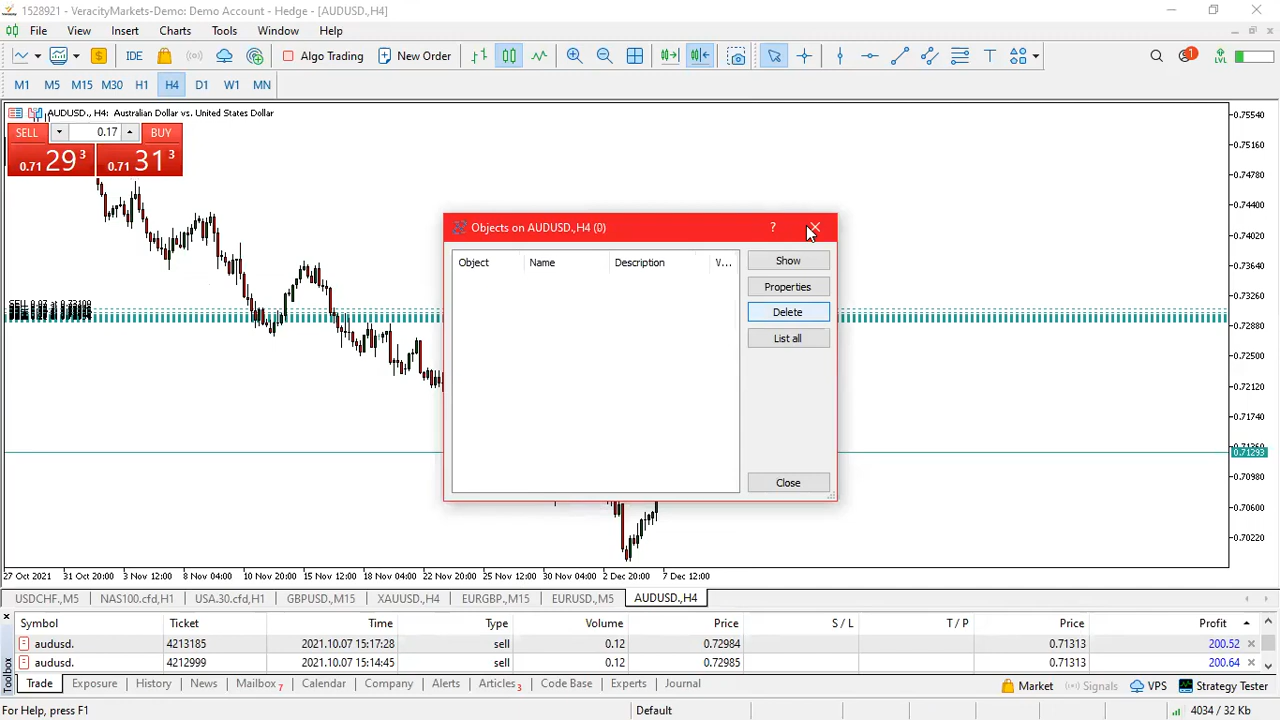 1528921 - VeracityMarkets-Demo: Demo Account - Hedge - [AUDUSD.,H4]
File View Insert Charts Tools Window Help
IDE Algo Trading New Order 1 LVL
M1 M5 M15 M30 H1 H4 D1 W1 MN
AUDUSD., H4: Australian Dollar vs. United States Dollar
SELL 0.17 BUY
0.71 29 3 0.71 31 3
0.75540
0.75160
0.74780
0.74400
0.74020
0.73640
0.73260
0.72880
0.72500
0.72120
0.71740
0.71293
0.70980
0.70600
0.70220
Objects on AUDUSD.,H4 (0) ?
Object Name Description V...
Show
Properties
Delete
List all
Close
27 Oct 2021 31 Oct 20:00 3 Nov 12:00 8 Nov 04:00 10 Nov 20:00 15 Nov 12:00 18 Nov 04:00 22 Nov 20:00 25 Nov 12:00 30 Nov 04:00 2 Dec 20:00 7 Dec 12:00
USDCHF.,M5 NAS100.cfd,H1 USA.30.cfd,H1 GBPUSD.,M15 XAUUSD.,H4 EURGBP.,M15 EURUSD.,M5 AUDUSD.,H4
Symbol Ticket Time Type Volume Price S / L T / P Price Profit
audusd. 4213185 2021.10.07 15:17:28 sell 0.12 0.72984 0.71313 200.52
audusd. 4212999 2021.10.07 15:14:45 sell 0.12 0.72985 0.71313 200.64
Toolbox
Trade Exposure History News Mailbox 7 Calendar Company Alerts Articles 3 Code Base Experts Journal Market Signals VPS Strategy Tester
For Help, press F1 Default 4034 / 32 Kb